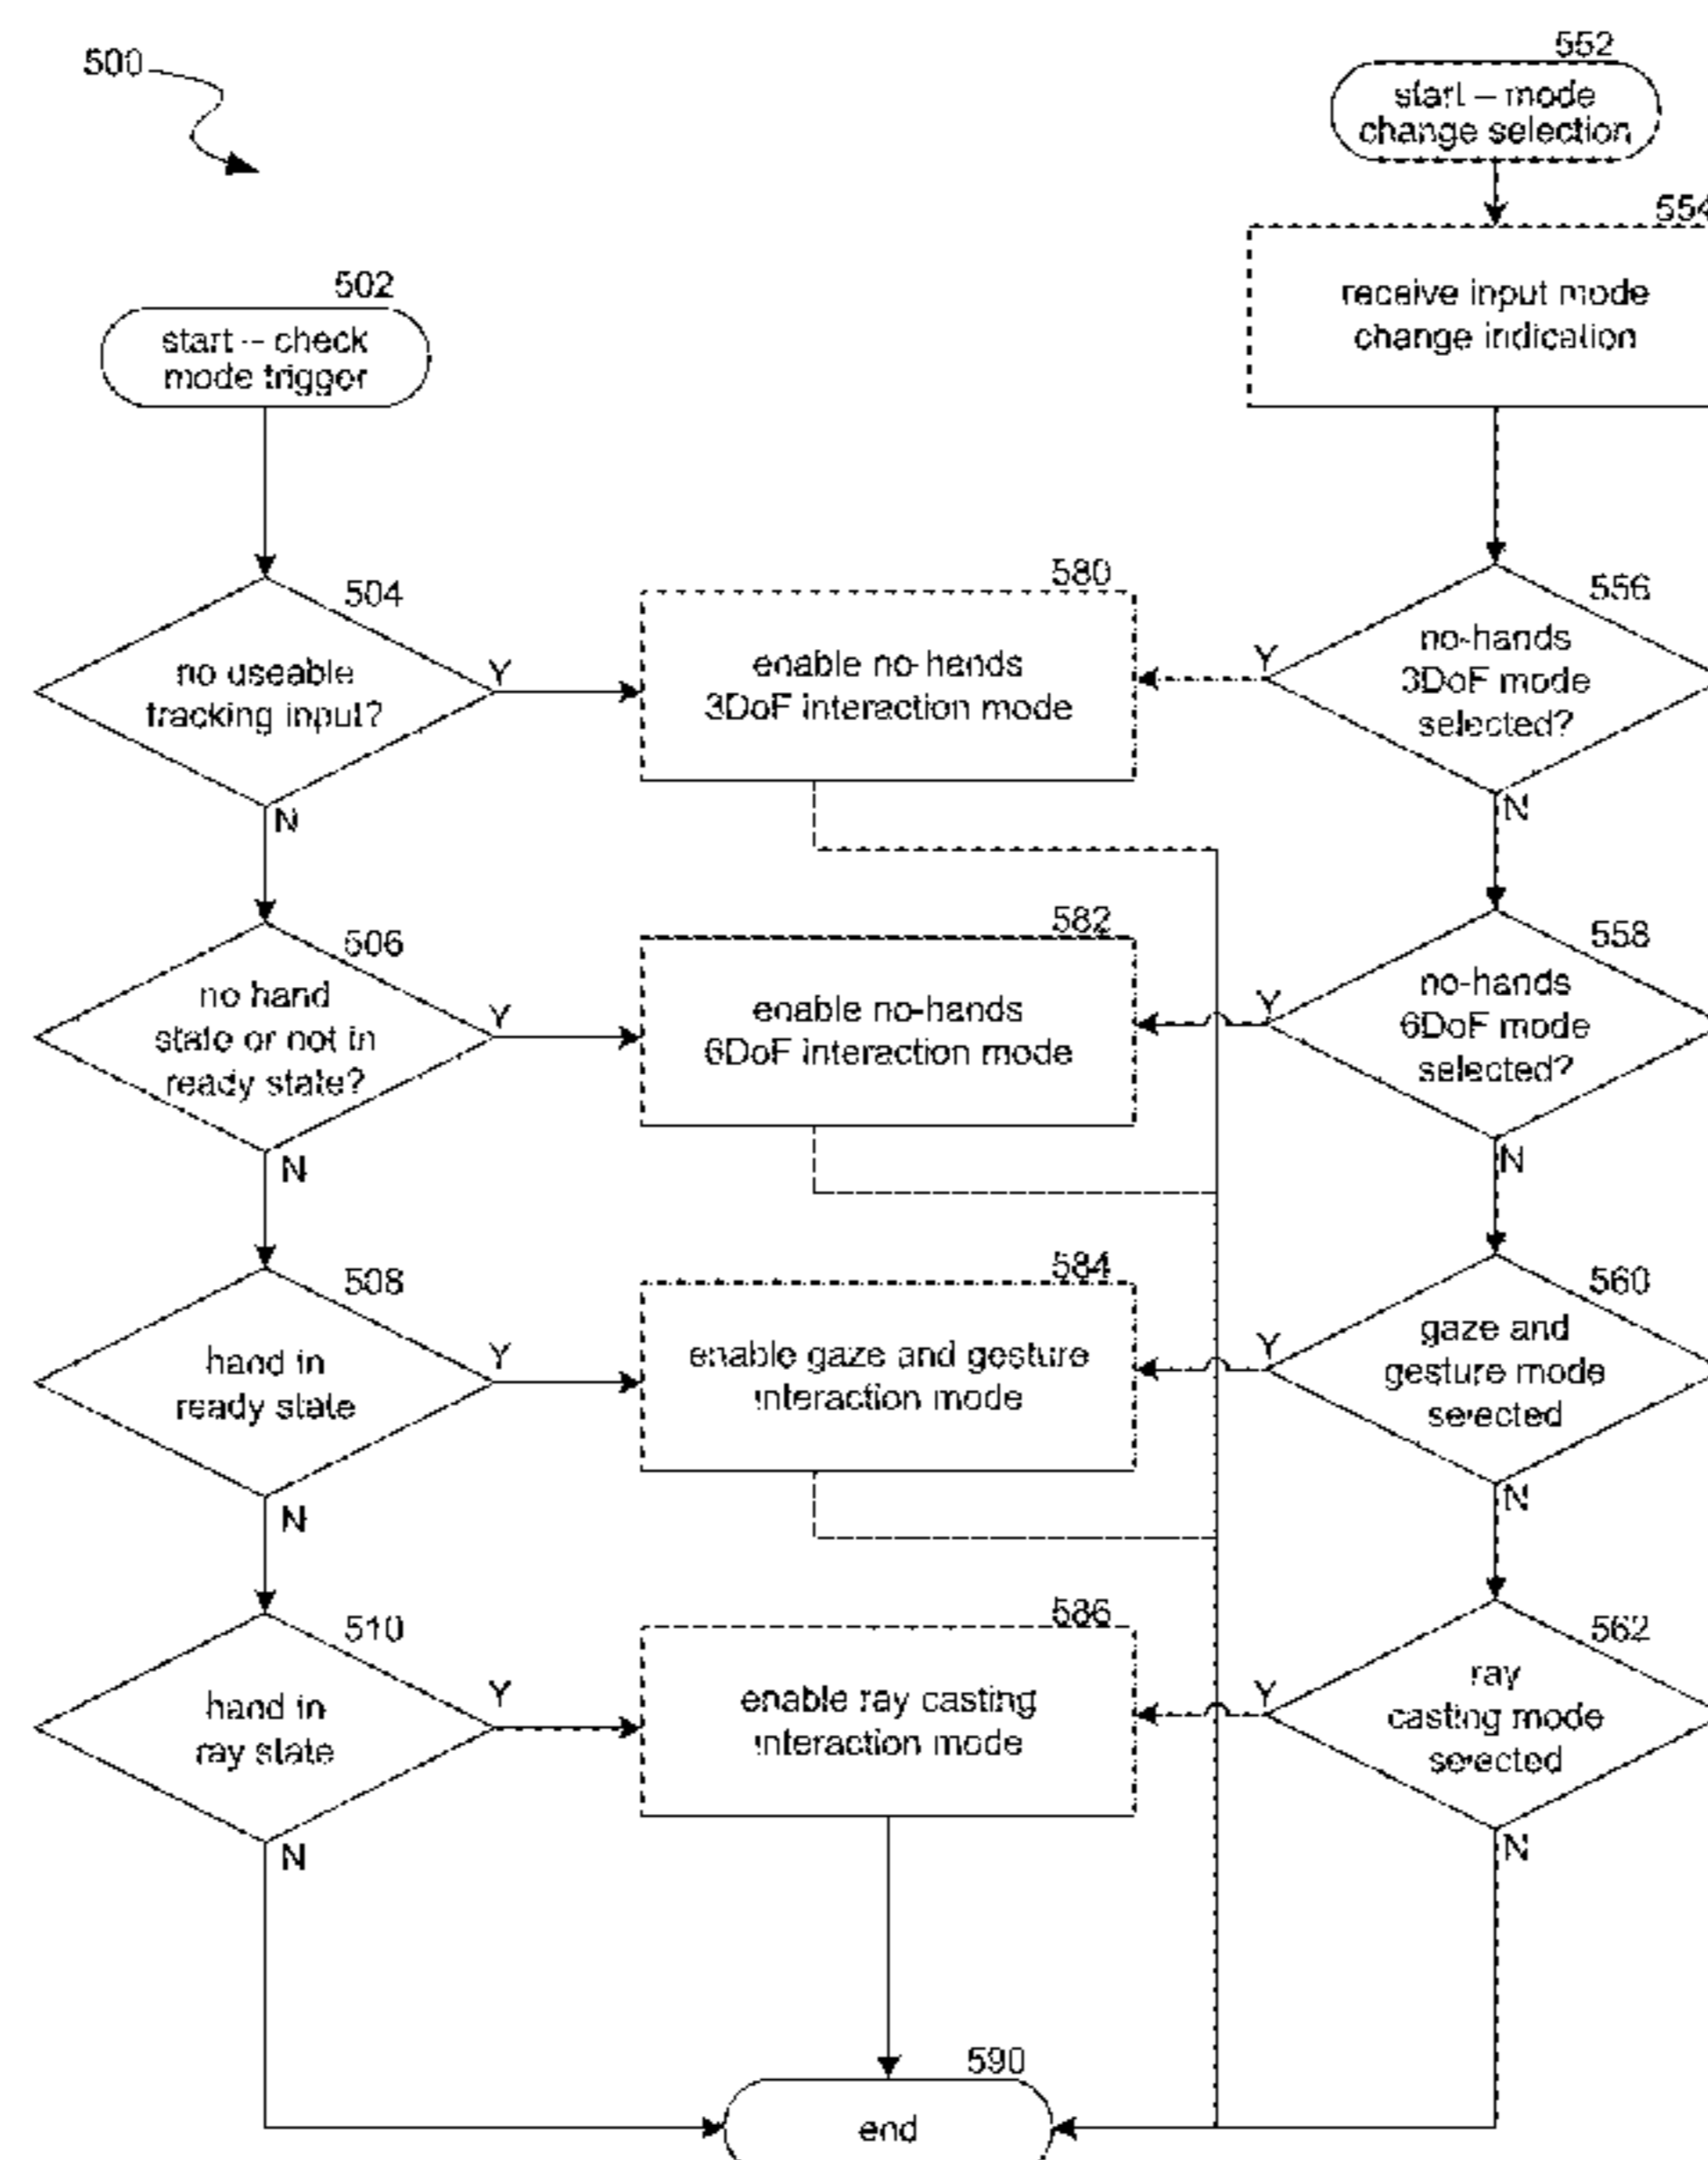 500
552
start – mode
change selection
554
receive input mode
change indication
502
start – check
mode trigger
504
no useable
tracking input?
Y
N
580
enable no-hands
3DoF interaction mode
556
no-hands
3DoF mode
selected?
Y
N
506
no hand
state or not in
ready state?
Y
N
582
enable no-hands
6DoF interaction mode
558
no-hands
6DoF mode
selected?
Y
N
508
hand in
ready state
Y
N
584
enable gaze and gesture
interaction mode
560
gaze and
gesture mode
selected
Y
N
510
hand in
ray state
Y
N
586
enable ray casting
interaction mode
562
ray
casting mode
selected
Y
N
590
end